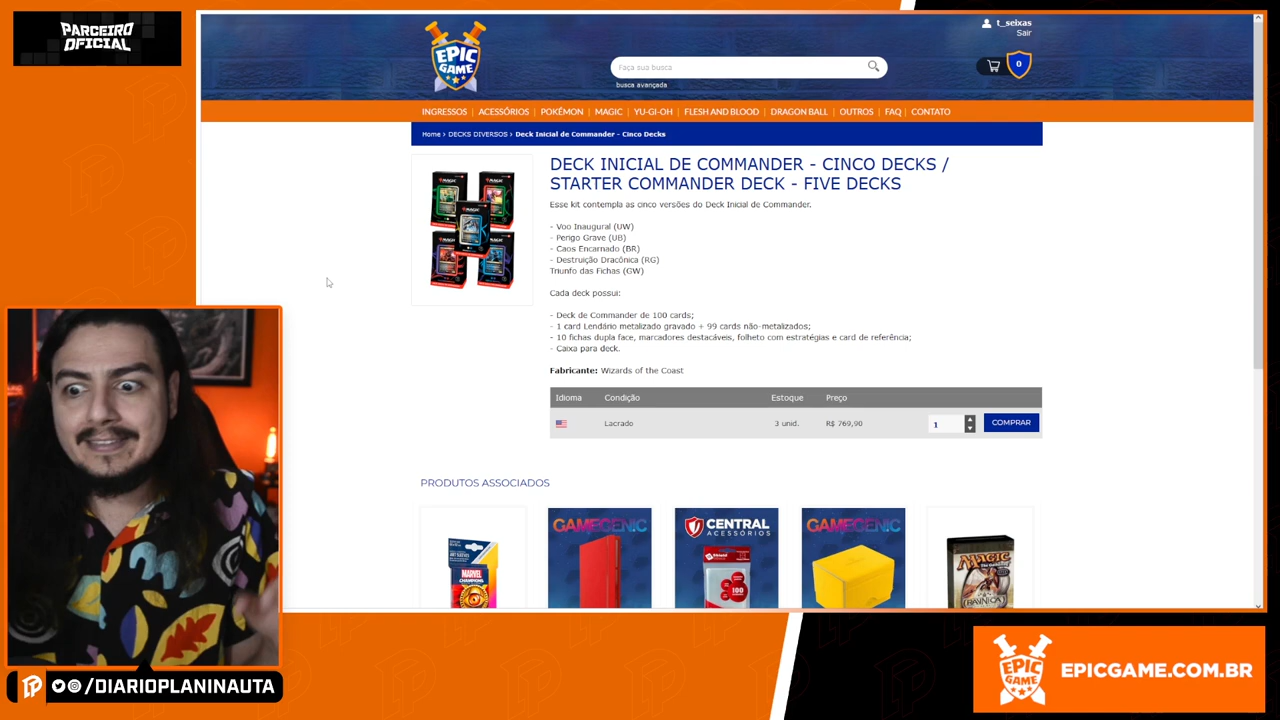 PARCEIRO
OFICIAL
EPIC
GAME
t_seixas
Sair
Faça sua busca
busca avançada
0
INGRESSOS | ACESSÓRIOS | POKÉMON | MAGIC | YU-GI-OH | FLESH AND BLOOD | DRAGON BALL | OUTROS | FAQ | CONTATO
Home › DECKS DIVERSOS › Deck Inicial de Commander - Cinco Decks
DECK INICIAL DE COMMANDER - CINCO DECKS /
STARTER COMMANDER DECK - FIVE DECKS
Esse kit contempla as cinco versões do Deck Inicial de Commander.
- Voo Inaugural (UW)
- Perigo Grave (UB)
- Caos Encarnado (BR)
- Destruição Dracônica (RG)
Triunfo das Fichas (GW)
Cada deck possui:
- Deck de Commander de 100 cards;
- 1 card Lendário metalizado gravado + 99 cards não-metalizados;
- 10 fichas dupla face, marcadores destacáveis, folheto com estratégias e card de referência;
- Caixa para deck.
Fabricante: Wizards of the Coast
Idioma Condição Estoque Preço
Lacrado 3 unid. R$ 769,90 1 COMPRAR
PRODUTOS ASSOCIADOS
GAMEGENIC
CENTRAL
ACESSÓRIOS
GAMEGENIC
MARVEL
CHAMPIONS
100
MAGIC
RAVNICA
/DIARIOPLANINAUTA
EPIC
GAME
EPICGAME.COM.BR